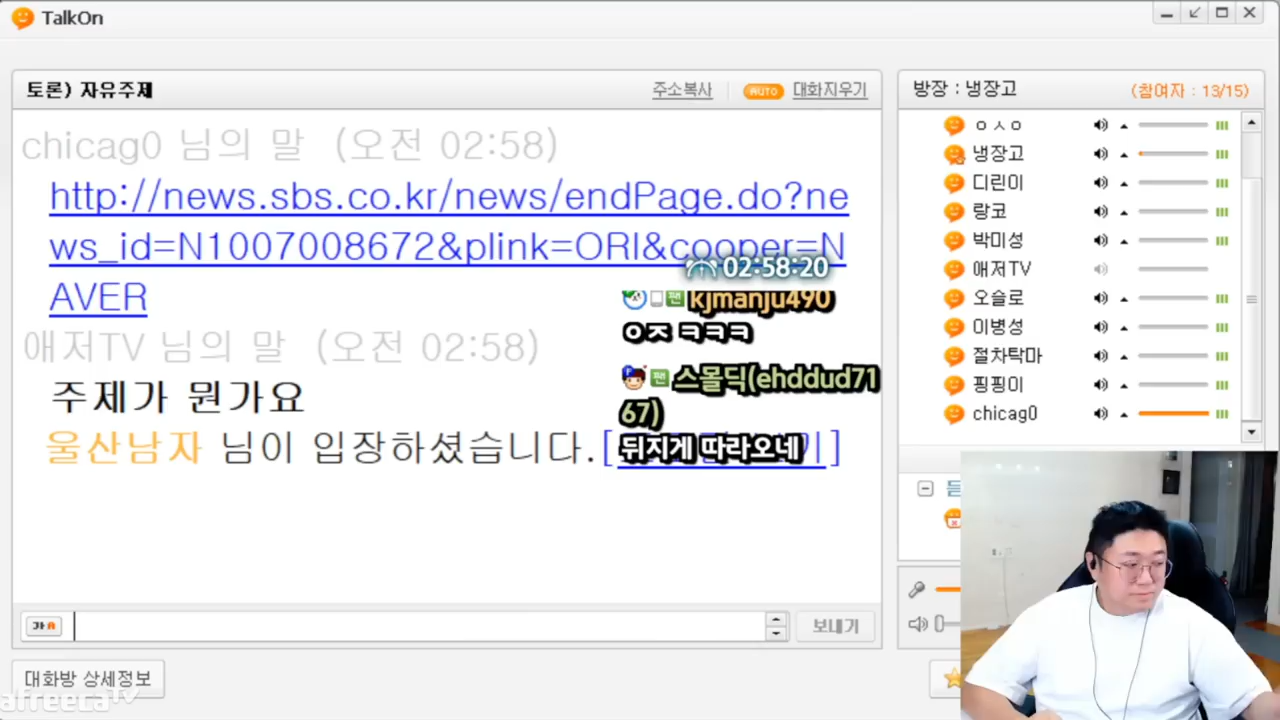 TalkOn
토론) 자유주제
주소복사
AUTO
대화지우기
chicag0 님의 말 (오전 02:58)
http://news.sbs.co.kr/news/endPage.do?ne
ws_id=N1007008672&plink=ORI&cooper=N
AVER
02:58:20
팬 kjmanju490
ㅇㅈ ㅋㅋㅋ
애저TV 님의 말 (오전 02:58)
주제가 뭔가요
팬 스몰딕(ehddud71
67)
뒤지게 따라오네
울산남자 님이 입장하셨습니다.[
기]
가
보내기
대화방 상세정보
afreecaTV
방장 : 냉장고
(참여자 : 13/15)
ㅇㅅㅇ
냉장고
디린이
랑코
박미성
애저TV
오슬로
이병성
절차탁마
핑핑이
chicag0